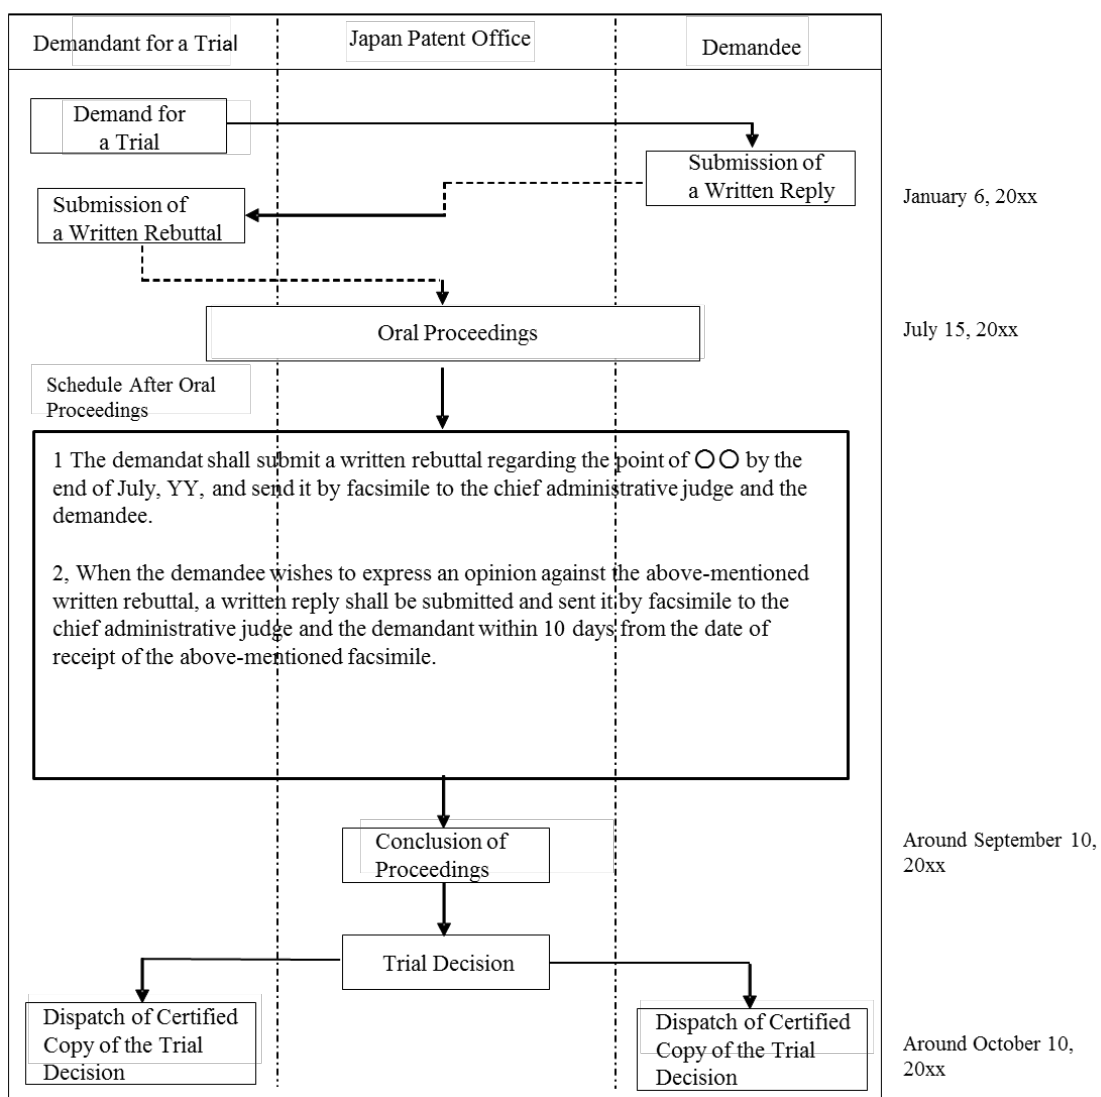 Demandant for a Trial
Japan Patent Office
Demandee
Demand for
a Trial
Submission of
a Written Reply
January 6, 20xx
Submission of
a Written Rebuttal
Oral Proceedings
July 15, 20xx
Schedule After Oral
Proceedings
1 The demandat shall submit a written rebuttal regarding the point of ○○ by the
end of July, YY, and send it by facsimile to the chief administrative judge and the
demandee.
2, When the demandee wishes to express an opinion against the above-mentioned
written rebuttal, a written reply shall be submitted and sent it by facsimile to the
chief administrative judge and the demandant within 10 days from the date of
receipt of the above-mentioned facsimile.
Conclusion of
Proceedings
Around September 10,
20xx
Trial Decision
Dispatch of Certified
Copy of the Trial
Decision
Dispatch of Certified
Copy of the Trial
Decision
Around October 10,
20xx